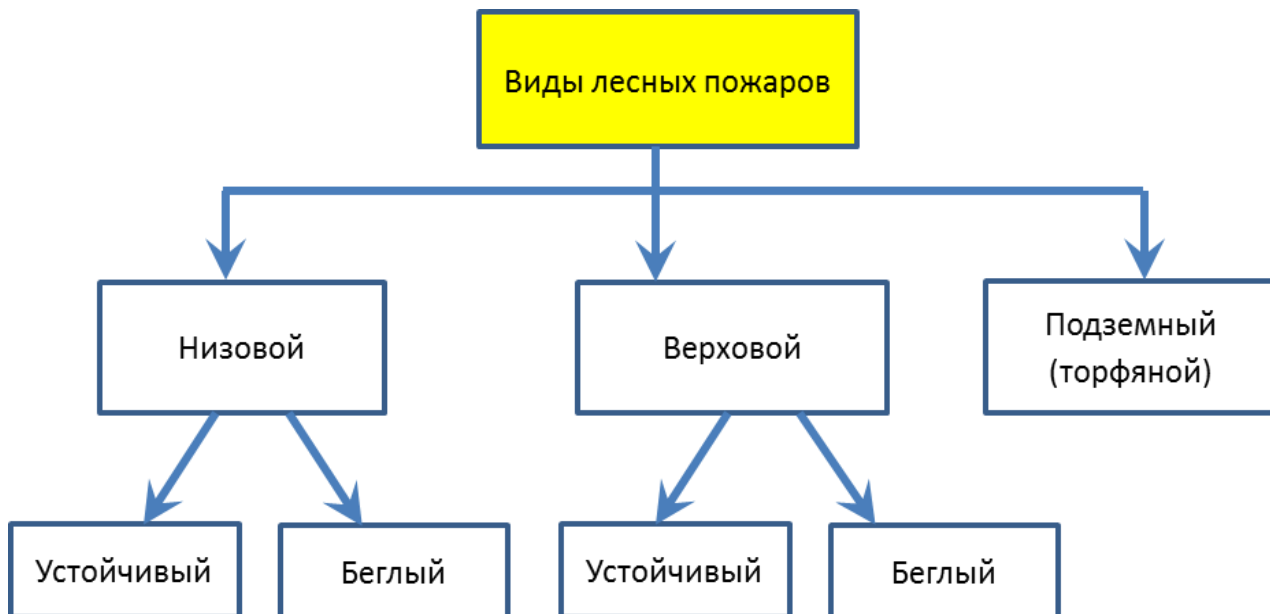 Виды лесных пожаров
Низовой
Верховой
Подземный
(торфяной)
Устойчивый
Беглый
Устойчивый
Беглый